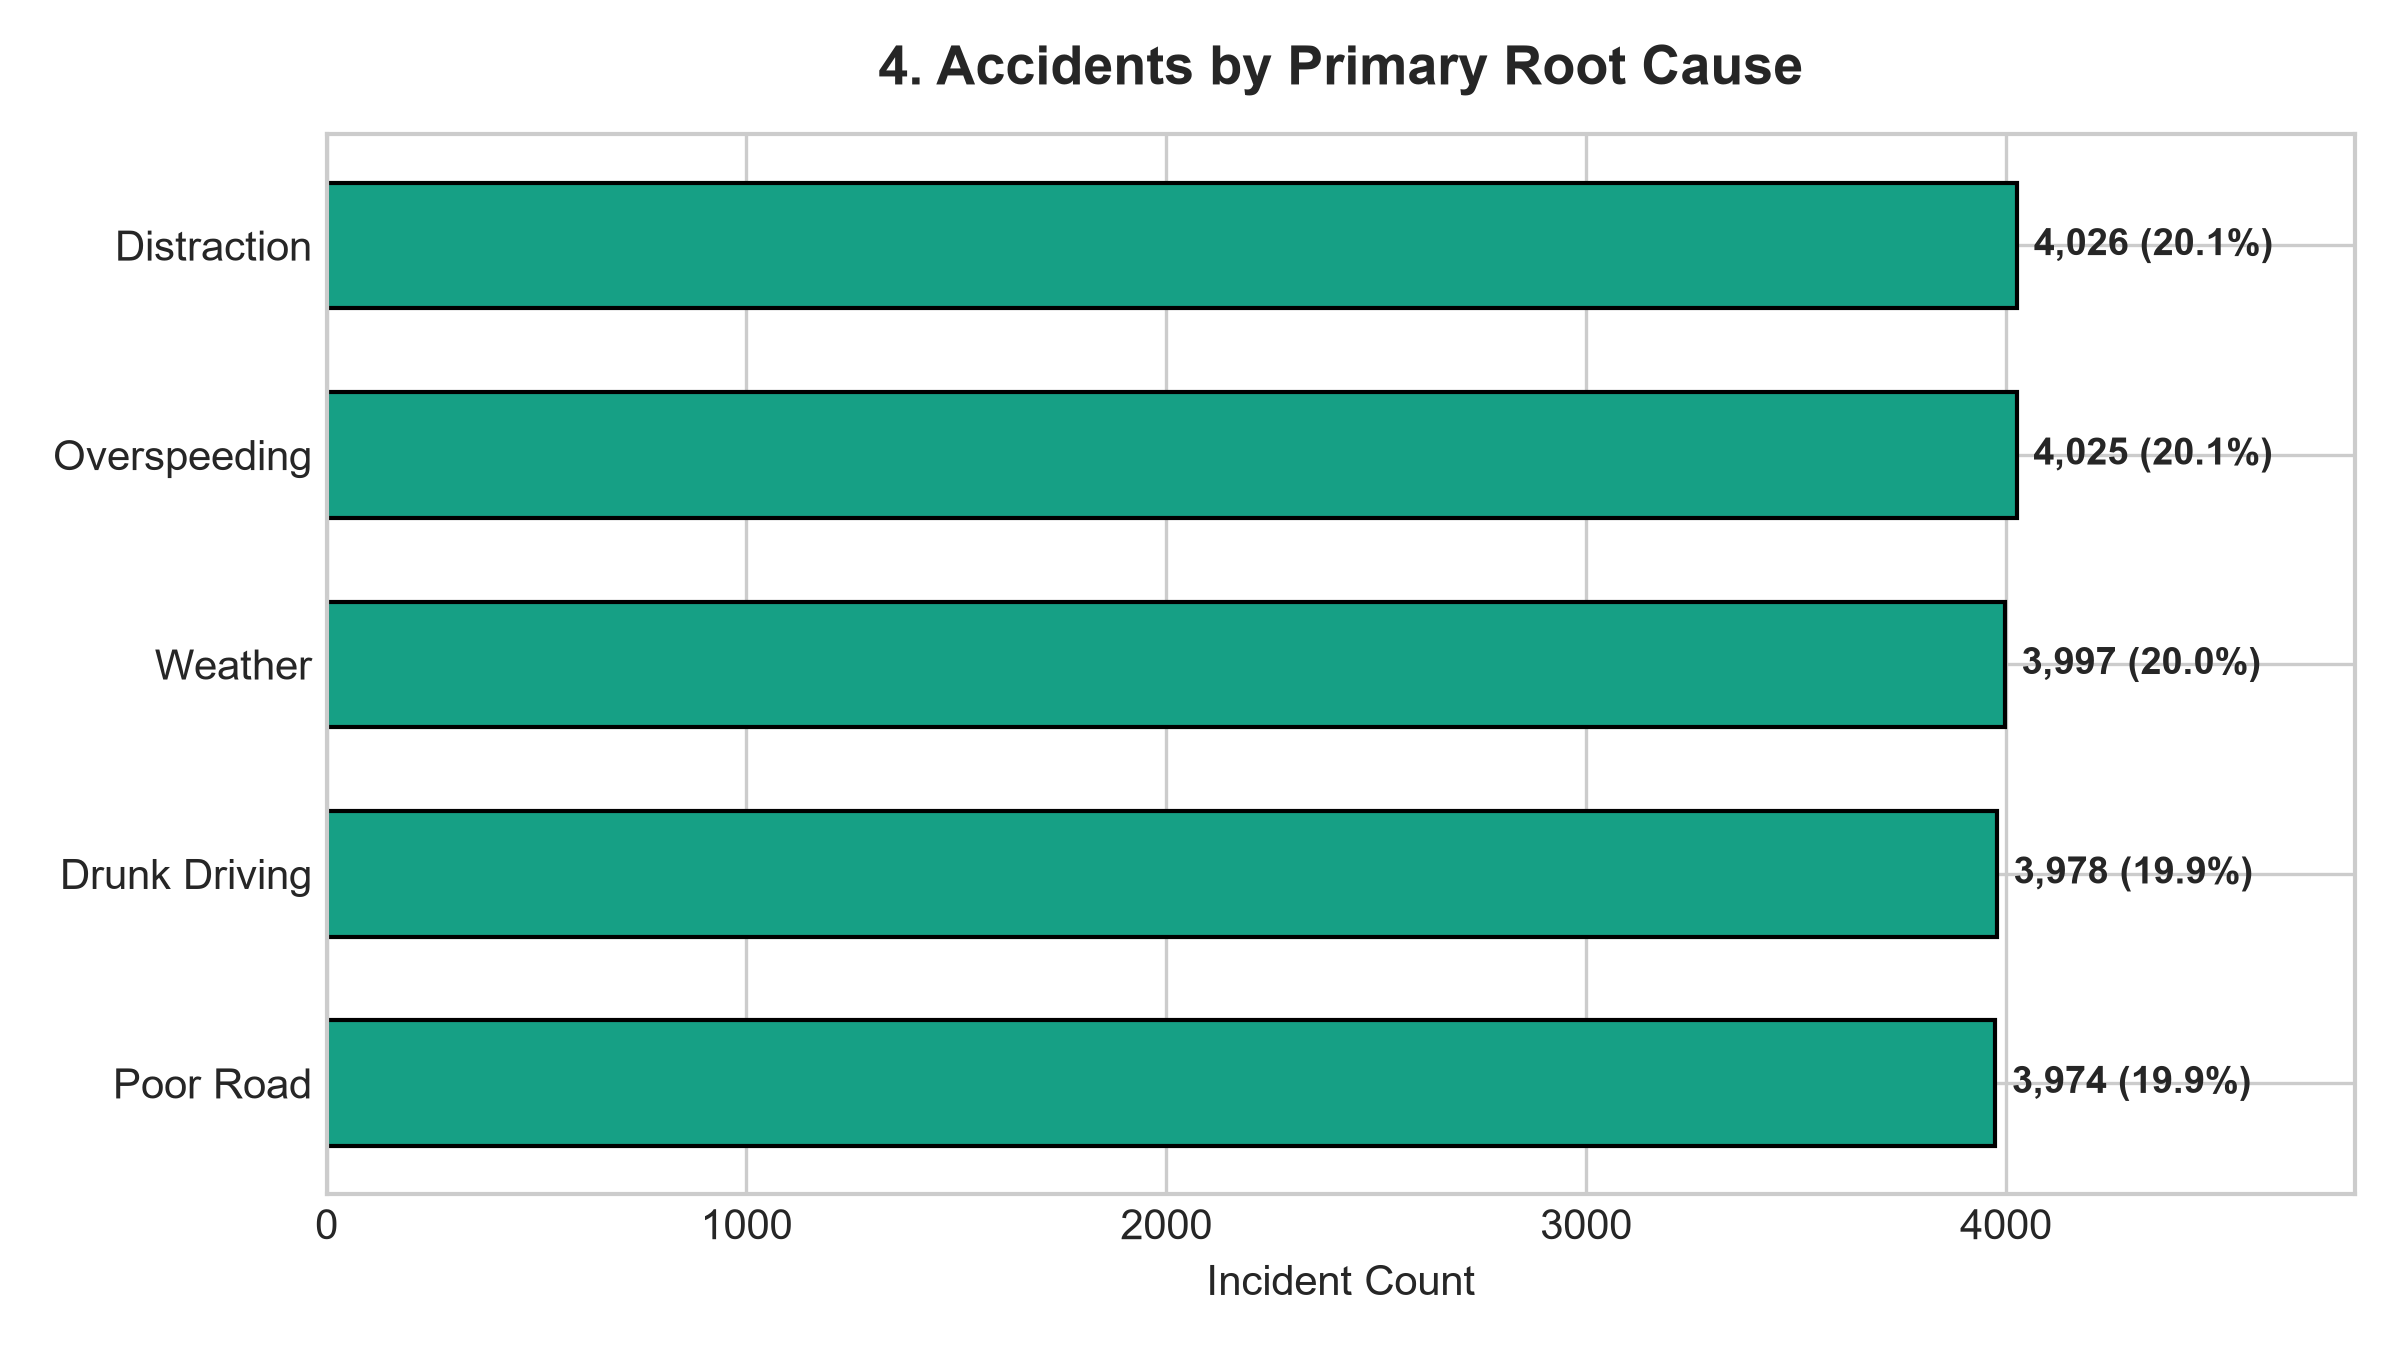 4. Accidents by Primary Root Cause
Distraction
4,026 (20.1%)
Overspeeding
4,025 (20.1%)
Weather
3,997 (20.0%)
Drunk Driving
3,978 (19.9%)
Poor Road
3,974 (19.9%)
0 1000 2000 3000 4000
Incident Count